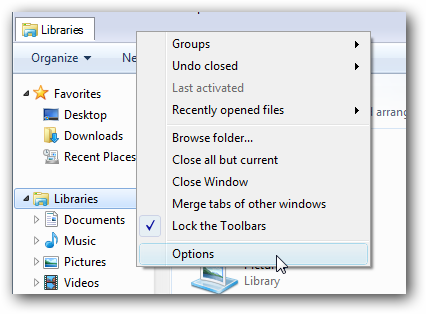 Libraries
Organize
Ne
Groups
Undo closed
Last activated
Recently opened files
Browse folder...
Close all but current
Close Window
Merge tabs of other windows
Lock the Toolbars
Options
arrang
Favorites
Desktop
Downloads
Recent Places
Libraries
Documents
Music
Pictures
Videos
Library